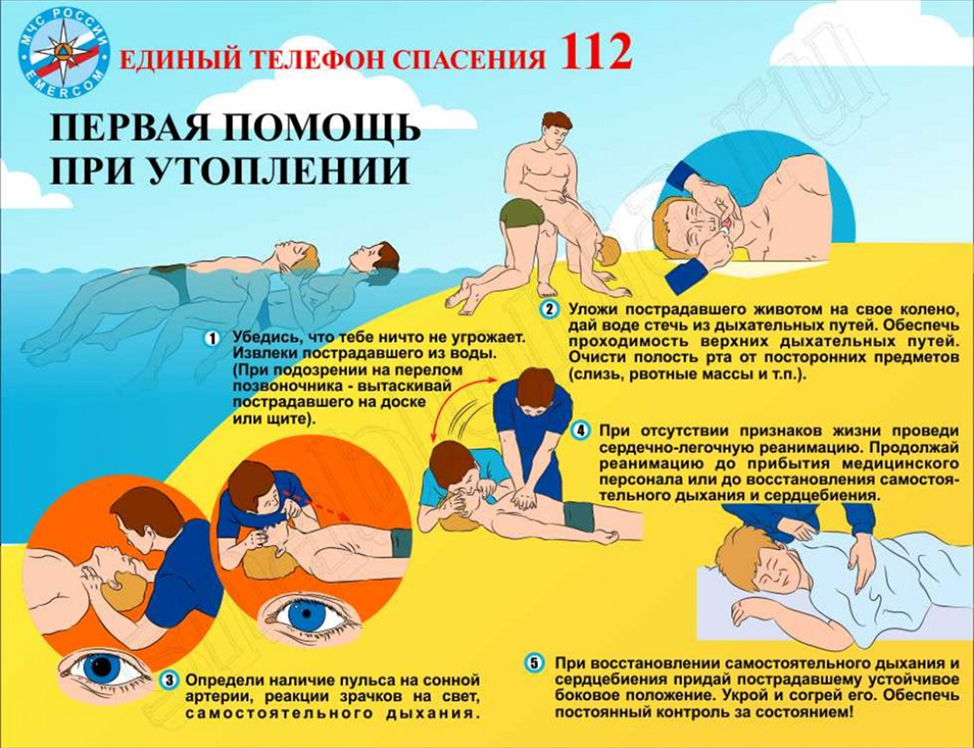 МЧС РОССИИ
EMERCOM
ЕДИНЫЙ ТЕЛЕФОН СПАСЕНИЯ 112
ПЕРВАЯ ПОМОЩЬ
ПРИ УТОПЛЕНИИ
1 Убедись, что тебе ничто не угрожает.
Извлеки пострадавшего из воды.
(При подозрении на перелом
позвоночника - вытаскивай
пострадавшего на доске
или щите).
2 Уложи пострадавшего животом на свое колено,
дай воде стечь из дыхательных путей. Обеспечь
проходимость верхних дыхательных путей.
Очисти полость рта от посторонних предметов
(слизь, рвотные массы и т.п.).
3 Определи наличие пульса на сонной
артерии, реакции зрачков на свет,
самостоятельного дыхания.
4 При отсутствии признаков жизни проведи
сердечно-легочную реанимацию. Продолжай
реанимацию до прибытия медицинского
персонала или до восстановления самостоя-
тельного дыхания и сердцебиения.
5 При восстановлении самостоятельного дыхания и
сердцебиения придай пострадавшему устойчивое
боковое положение. Укрой и согрей его. Обеспечь
постоянный контроль за состоянием!